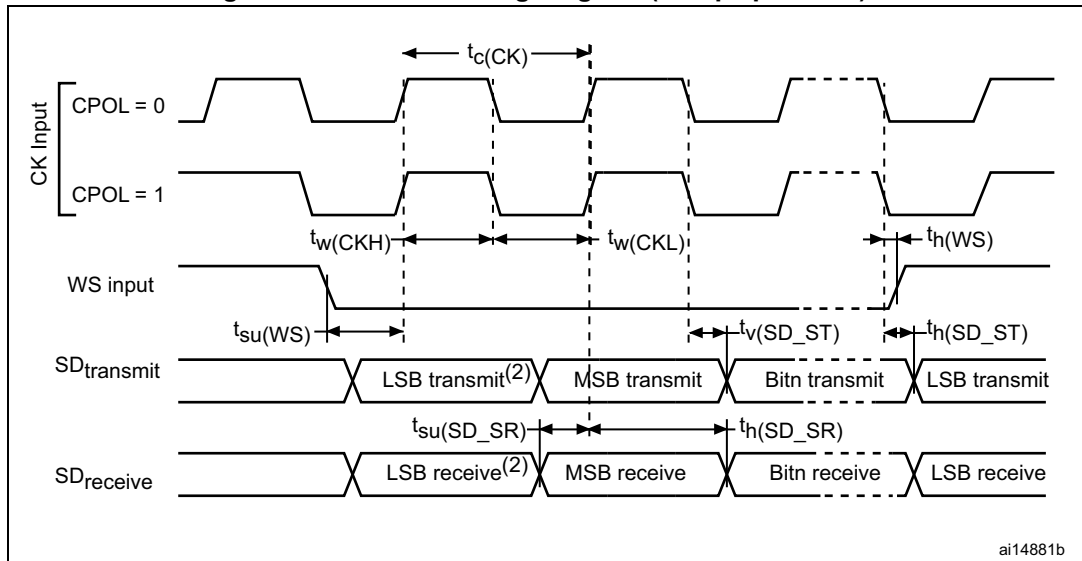 tc(CK)
CK Input
CPOL = 0
CPOL = 1
tw(CKH)
tw(CKL)
th(WS)
WS input
tsu(WS)
tv(SD_ST)
th(SD_ST)
SDtransmit
LSB transmit(2)
MSB transmit
Bitn transmit
LSB transmit
tsu(SD_SR)
th(SD_SR)
SDreceive
LSB receive(2)
MSB receive
Bitn receive
LSB receive
ai14881b